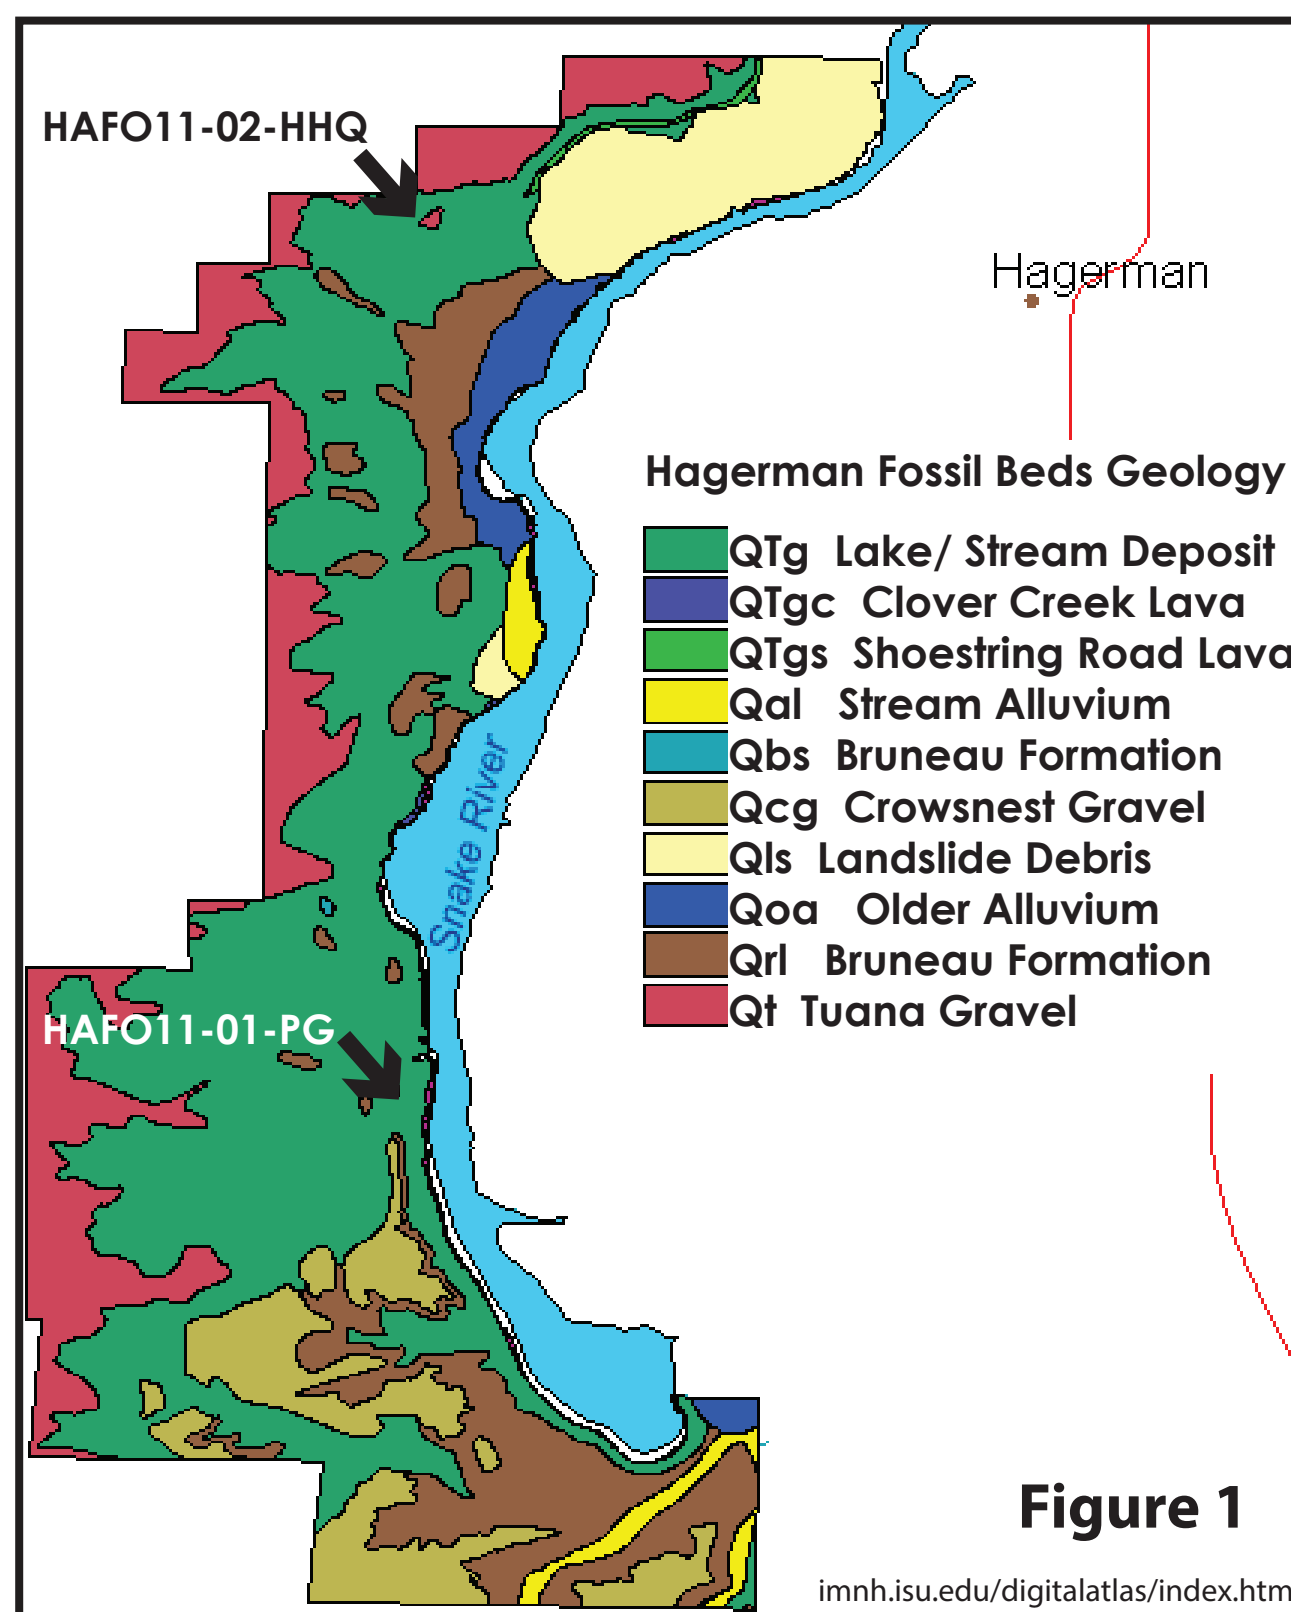 HAFO11-02-HHQ
Hagerman
Hagerman Fossil Beds Geology
QTg Lake/ Stream Deposit
QTgc Clover Creek Lava
QTgs Shoestring Road Lava
Qal Stream Alluvium
Qbs Bruneau Formation
Qcg Crowsnest Gravel
Qls Landslide Debris
Qoa Older Alluvium
Qrl Bruneau Formation
Qt Tuana Gravel
Snake River
HAFO11-01-PG
Figure 1
imnh.isu.edu/digitalatlas/index.htm